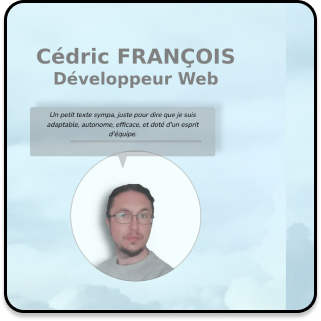 Cédric FRANÇOIS
Développeur Web
Un petit texte sympa, juste pour dire que je suis
adaptable, autonome, efficace, et doté d'un esprit
d'équipe.